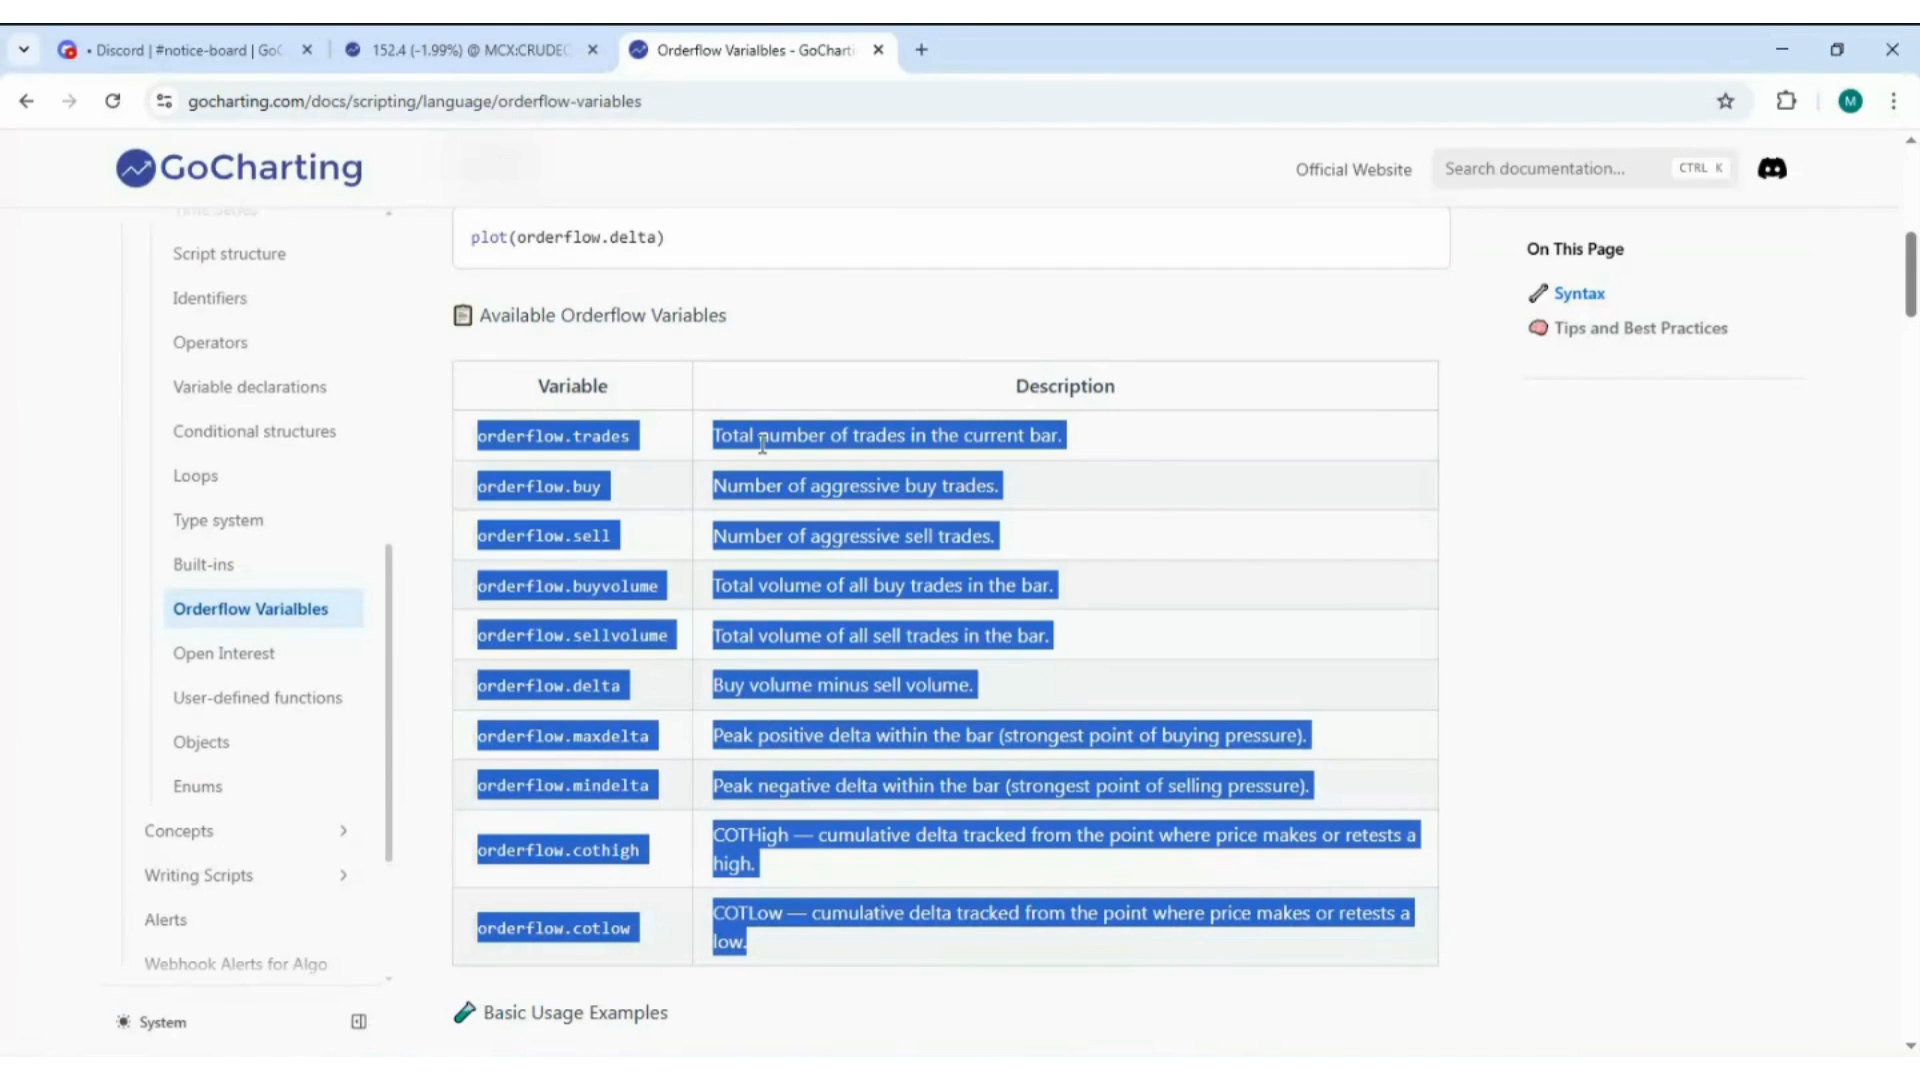 • Discord | #notice-board | GoC
152.4 (-1.99%) @ MCX:CRUDEC
Orderflow Varialbles - GoCharti
gocharting.com/docs/scripting/language/orderflow-variables
M
GoCharting
Official Website
Search documentation...
CTRL K
Time series
Script structure
Identifiers
Operators
Variable declarations
Conditional structures
Loops
Type system
Built-ins
Orderflow Varialbles
Open Interest
User-defined functions
Objects
Enums
Concepts
Writing Scripts
Alerts
Webhook Alerts for Algo
System
plot(orderflow.delta)
Available Orderflow Variables
Variable Description
orderflow.trades Total number of trades in the current bar.
orderflow.buy Number of aggressive buy trades.
orderflow.sell Number of aggressive sell trades.
orderflow.buyvolume Total volume of all buy trades in the bar.
orderflow.sellvolume Total volume of all sell trades in the bar.
orderflow.delta Buy volume minus sell volume.
orderflow.maxdelta Peak positive delta within the bar (strongest point of buying pressure).
orderflow.mindelta Peak negative delta within the bar (strongest point of selling pressure).
orderflow.cothigh COTHigh — cumulative delta tracked from the point where price makes or retests a
high.
orderflow.cotlow COTLow — cumulative delta tracked from the point where price makes or retests a
low.
Basic Usage Examples
On This Page
Syntax
Tips and Best Practices